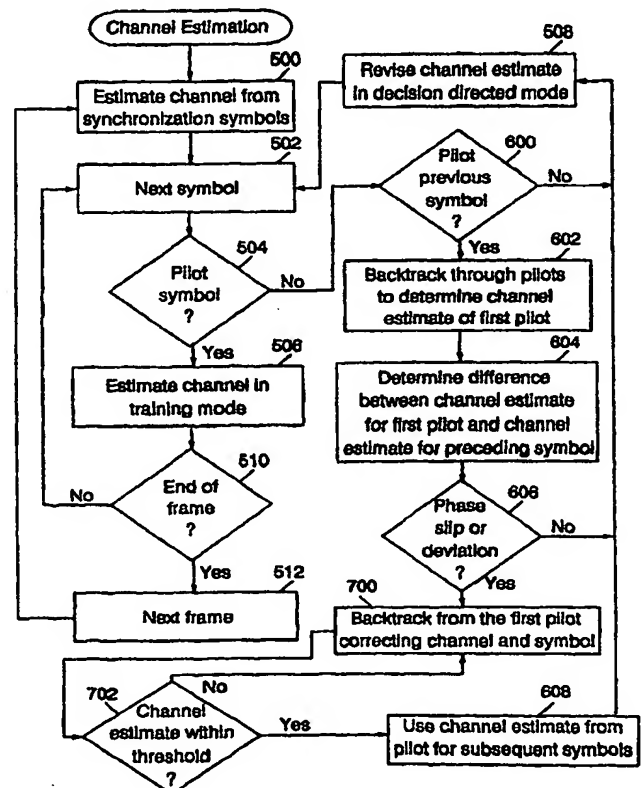 Channel Estimation
500
Estimate channel from
synchronization symbols
502
Next symbol
504
Pilot
symbol
?
No
Yes
506
Estimate channel in
training mode
510
End of
frame
?
No
Yes
512
Next frame
508
Revise channel estimate
in decision directed mode
600
Pilot
previous
symbol
?
No
Yes
602
Backtrack through pilots
to determine channel
estimate of first pilot
604
Determine difference
between channel estimate
for first pilot and channel
estimate for preceding symbol
606
Phase
slip or
deviation
?
No
Yes
700
Backtrack from the first pilot
correcting channel and symbol
702
Channel
estimate within
threshold
?
No
Yes
608
Use channel estimate from
pilot for subsequent symbols